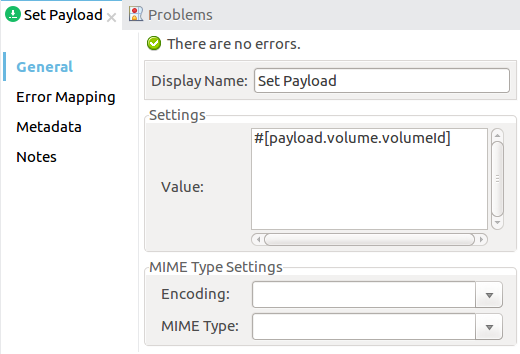 Set Payload
Problems
There are no errors.
General
Error Mapping
Metadata
Notes
Display Name: Set Payload
Settings
Value: #[payload.volume.volumeId]
MIME Type Settings
Encoding:
MIME Type: